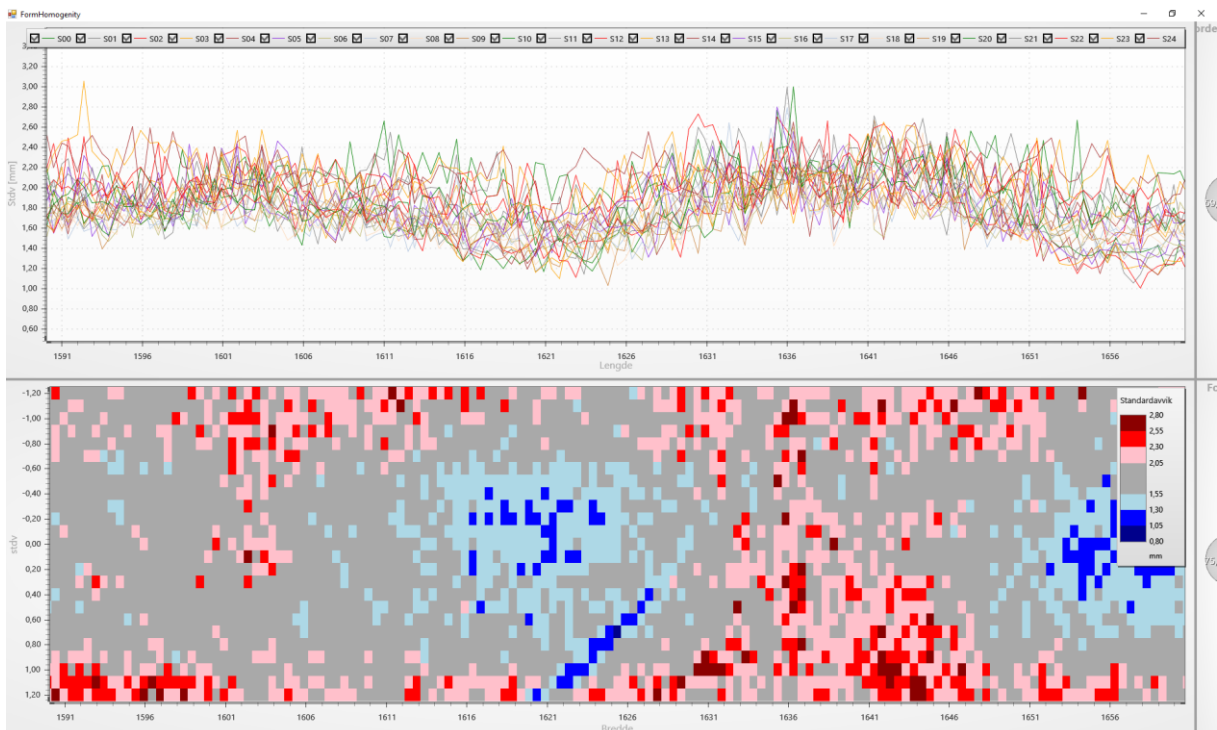 FormHomogenity
S00 S01 S02 S03 S04 S05 S06 S07 S08 S09 S10 S11 S12 S13 S14 S15 S16 S17 S18 S19 S20 S21 S22 S23 S24
orde
3,20
3,00
2,80
2,60
2,40
2,20
2,00
1,80
1,60
1,40
1,20
1,00
0,80
0,60
Stdv [mm]
1591 1596 1601 1606 1611 1616 1621 1626 1631 1636 1641 1646 1651 1656
Lengde
Fo
-1,20
-1,00
-0,80
-0,60
-0,40
-0,20
0,00
0,20
0,40
0,60
0,80
1,00
1,20
stdv
Standardavvik
2,80
2,55
2,30
2,05
1,55
1,30
1,05
0,80
mm
1591 1596 1601 1606 1611 1616 1621 1626 1631 1636 1641 1646 1651 1656
Bredde